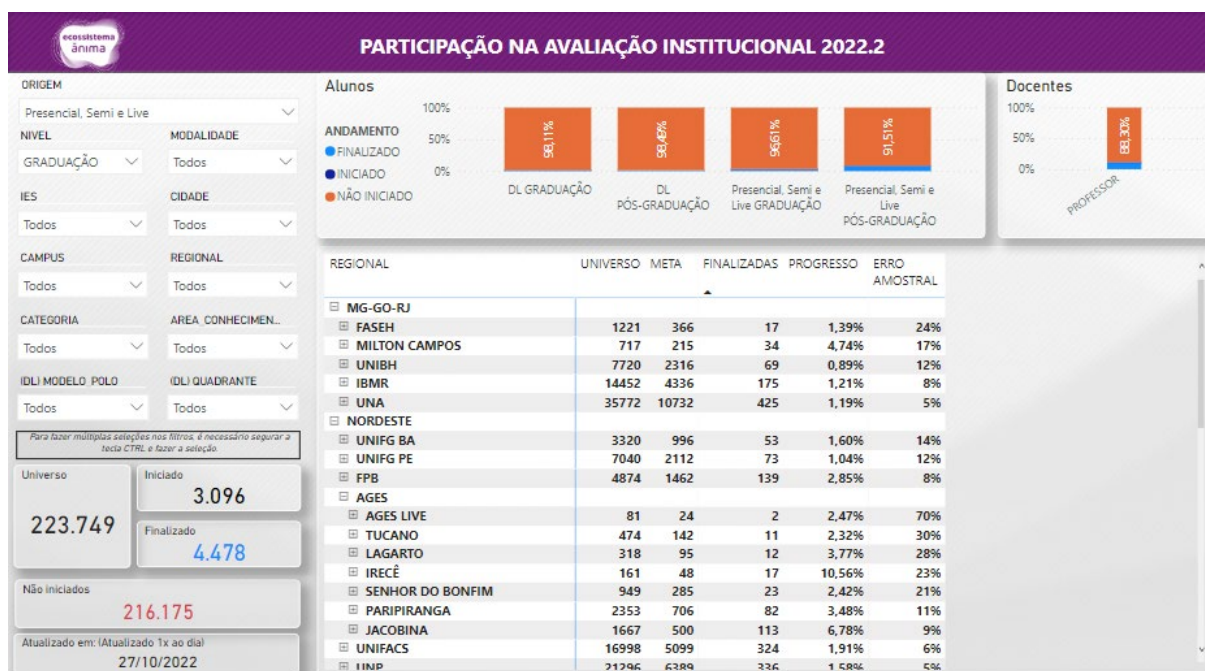 ecossistema
ânima
PARTICIPAÇÃO NA AVALIAÇÃO INSTITUCIONAL 2022.2
ORIGEM
Presencial, Semi e Live
NIVEL MODALIDADE
GRADUAÇÃO Todos
IES CIDADE
Todos Todos
CAMPUS REGIONAL
Todos Todos
CATEGORIA AREA_CONHECIMEN...
Todos Todos
(DL) MODELO_POLO (DL) QUADRANTE
Todos Todos
Para fazer múltiplas seleções nos filtros, é necessário segurar a
tecla CTRL e fazer a seleção.
Universo
223.749
Iniciado
3.096
Finalizado
4.478
Não iniciados
216.175
Atualizado em: (Atualizado 1x ao dia)
27/10/2022
Alunos
ANDAMENTO
FINALIZADO
INICIADO
NÃO INICIADO
100%
50%
0%
98,11% 98,48% 96,61% 91,51%
DL GRADUAÇÃO
DL
PÓS-GRADUAÇÃO
Presencial, Semi e
Live GRADUAÇÃO
Presencial, Semi e
Live
PÓS-GRADUAÇÃO
Docentes
100%
50%
0%
88,30%
PROFESSOR
REGIONAL UNIVERSO META FINALIZADAS PROGRESSO ERRO
AMOSTRAL
MG-GO-RJ
FASEH 1221 366 17 1,39% 24%
MILTON CAMPOS 717 215 34 4,74% 17%
UNIBH 7720 2316 69 0,89% 12%
IBMR 14452 4336 175 1,21% 8%
UNA 35772 10732 425 1,19% 5%
NORDESTE
UNIFG BA 3320 996 53 1,60% 14%
UNIFG PE 7040 2112 73 1,04% 12%
FPB 4874 1462 139 2,85% 8%
AGES
AGES LIVE 81 24 2 2,47% 70%
TUCANO 474 142 11 2,32% 30%
LAGARTO 318 95 12 3,77% 28%
IRECÊ 161 48 17 10,56% 23%
SENHOR DO BONFIM 949 285 23 2,42% 21%
PARIPIRANGA 2353 706 82 3,48% 11%
JACOBINA 1667 500 113 6,78% 9%
UNIFACS 16998 5099 324 1,91% 6%
UNP 21296 6389 336 1,58% 5%